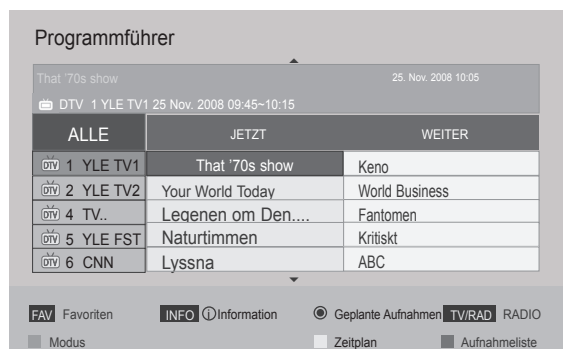 Programmführer
That '70s show 25. Nov. 2008 10:05
DTV 1 YLE TV1 25 Nov. 2008 09:45~10:15
ALLE JETZT WEITER
DTV 1 YLE TV1 That '70s show Keno
DTV 2 YLE TV2 Your World Today World Business
DTV 4 TV.. Legenen om Den.... Fantomen
DTV 5 YLE FST Naturtimmen Kritiskt
DTV 6 CNN Lyssna ABC
FAV Favoriten INFO ⓘInformation Geplante Aufnahmen TV/RAD RADIO
Modus Zeitplan Aufnahmeliste